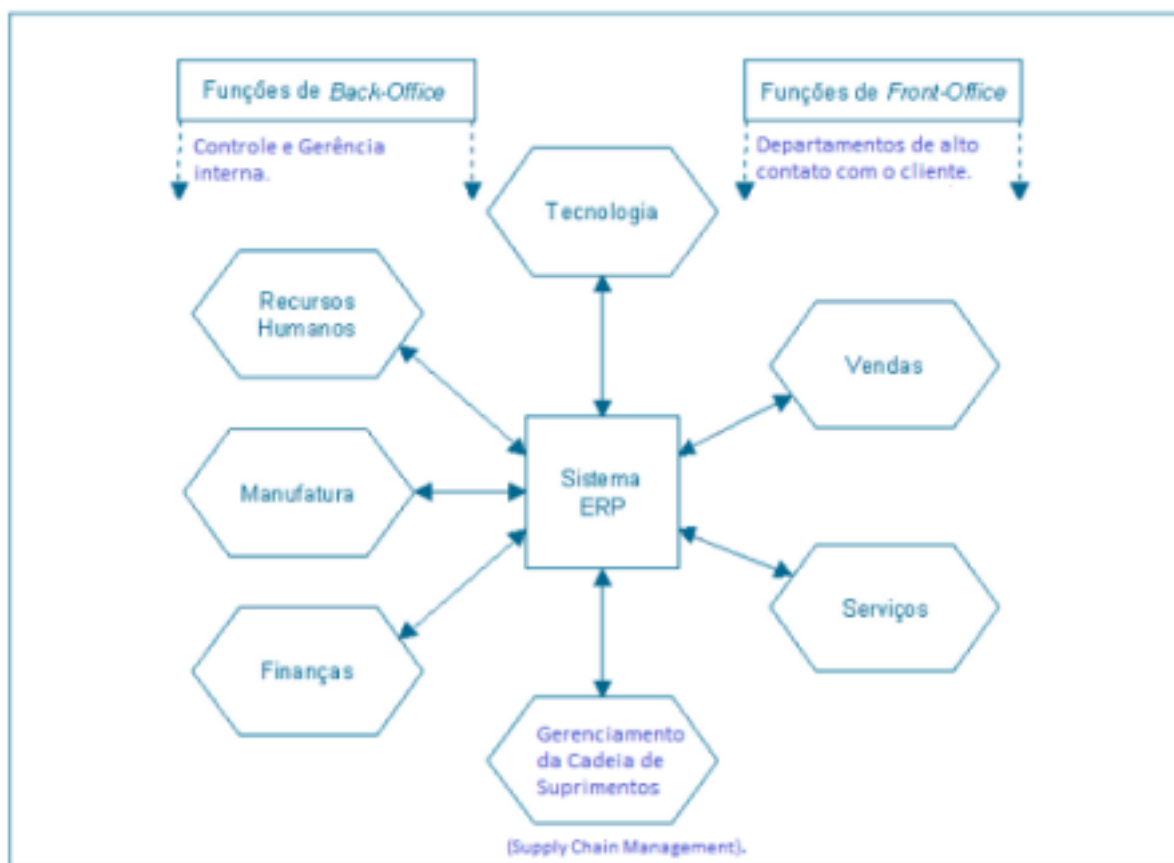 Funções de Back-Office
Funções de Front-Office
Controle e Gerência
interna.
Departamentos de alto
contato com o cliente.
Tecnologia
Recursos
Humanos
Vendas
Manufatura
Sistema
ERP
Serviços
Finanças
Gerenciamento
da Cadeia de
Suprimentos
(Supply Chain Management).